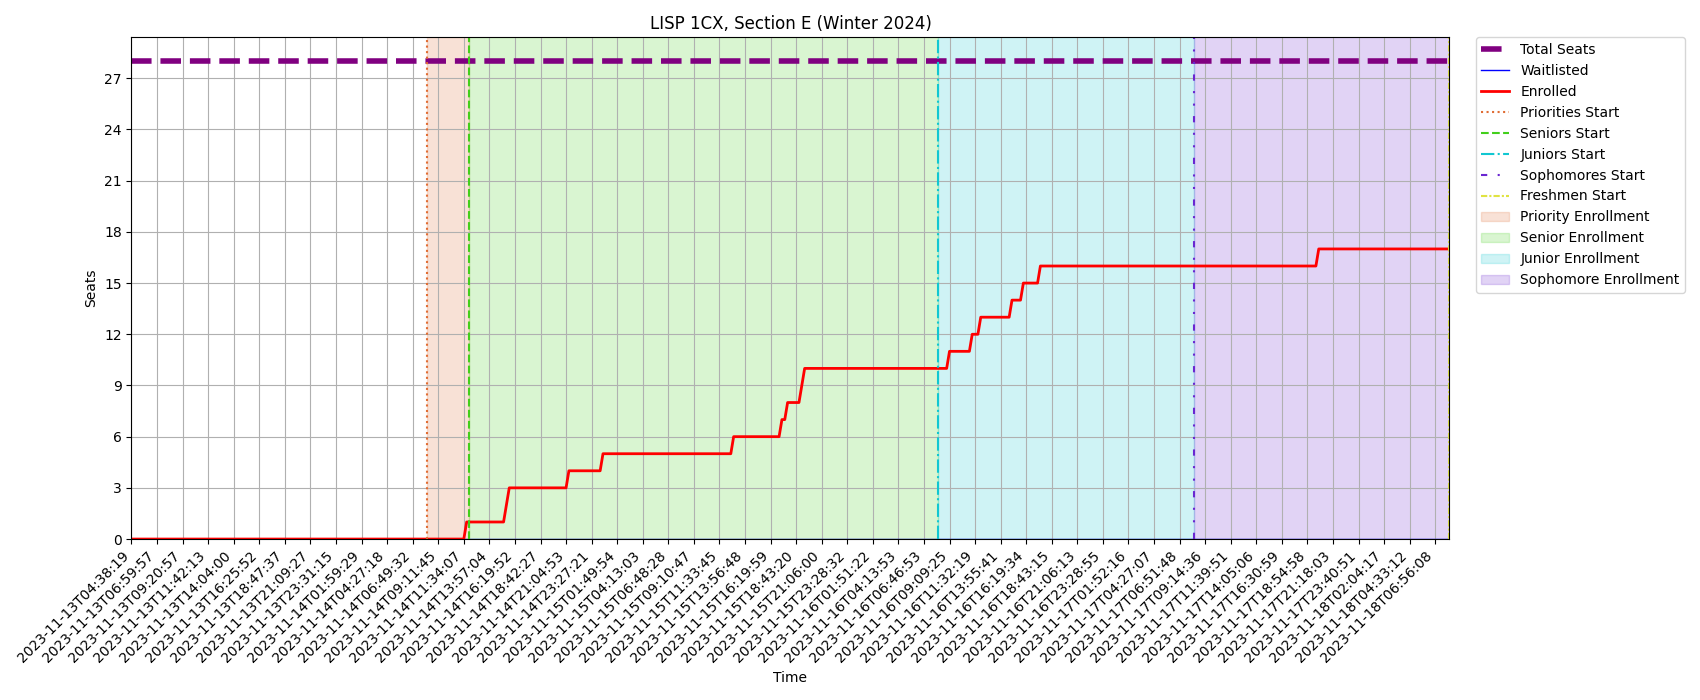 LISP 1CX, Section E (Winter 2024)
Total Seats
Waitlisted
Enrolled
Priorities Start
Seniors Start
Juniors Start
Sophomores Start
Freshmen Start
Priority Enrollment
Senior Enrollment
Junior Enrollment
Sophomore Enrollment
Seats
27
24
21
18
15
12
9
6
3
0
2023-11-13T04:38:19
2023-11-13T06:59:57
2023-11-13T09:20:57
2023-11-13T11:42:13
2023-11-13T14:04:00
2023-11-13T16:25:52
2023-11-13T18:47:37
2023-11-13T21:09:27
2023-11-13T23:31:15
2023-11-14T01:59:29
2023-11-14T04:27:18
2023-11-14T06:49:32
2023-11-14T09:11:45
2023-11-14T11:34:07
2023-11-14T13:57:04
2023-11-14T16:19:52
2023-11-14T18:42:27
2023-11-14T21:04:53
2023-11-14T23:27:21
2023-11-15T01:49:54
2023-11-15T04:13:03
2023-11-15T06:48:28
2023-11-15T09:10:47
2023-11-15T11:33:45
2023-11-15T13:56:48
2023-11-15T16:19:59
2023-11-15T18:43:20
2023-11-15T21:06:00
2023-11-15T23:28:32
2023-11-16T01:51:22
2023-11-16T04:13:53
2023-11-16T06:46:53
2023-11-16T09:09:25
2023-11-16T11:32:19
2023-11-16T13:55:41
2023-11-16T16:19:34
2023-11-16T18:43:15
2023-11-16T21:06:13
2023-11-16T23:28:55
2023-11-17T01:52:16
2023-11-17T04:27:07
2023-11-17T06:51:48
2023-11-17T09:14:36
2023-11-17T11:39:51
2023-11-17T14:05:06
2023-11-17T16:30:59
2023-11-17T18:54:58
2023-11-17T21:18:03
2023-11-17T23:40:51
2023-11-18T02:04:17
2023-11-18T04:33:12
2023-11-18T06:56:08
Time